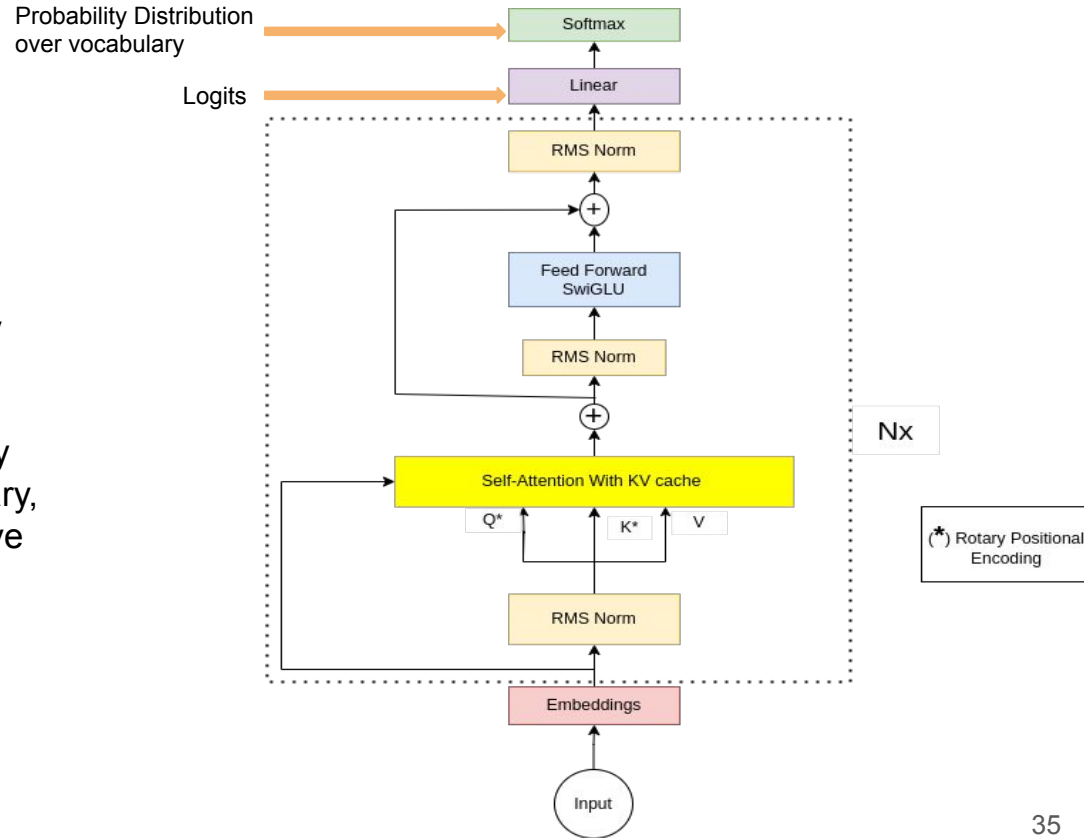 Probability Distribution
over vocabulary
Softmax
Logits
Linear
RMS Norm
+
Feed Forward
SwiGLU
RMS Norm
+
Nx
ve
Self-Attention With KV cache
Q*
K*
V
(*) Rotary Positional
Encoding
RMS Norm
Embeddings
Input
35